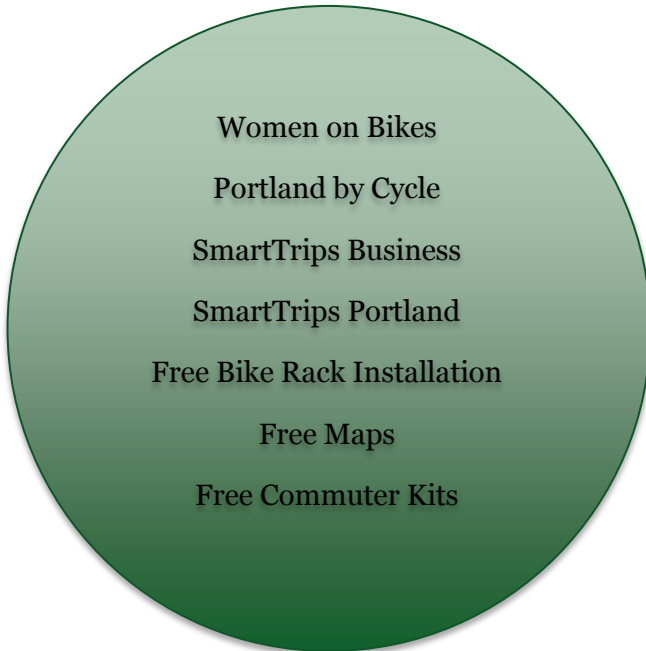 Women on Bikes
Portland by Cycle
SmartTrips Business
SmartTrips Portland
Free Bike Rack Installation
Free Maps
Free Commuter Kits